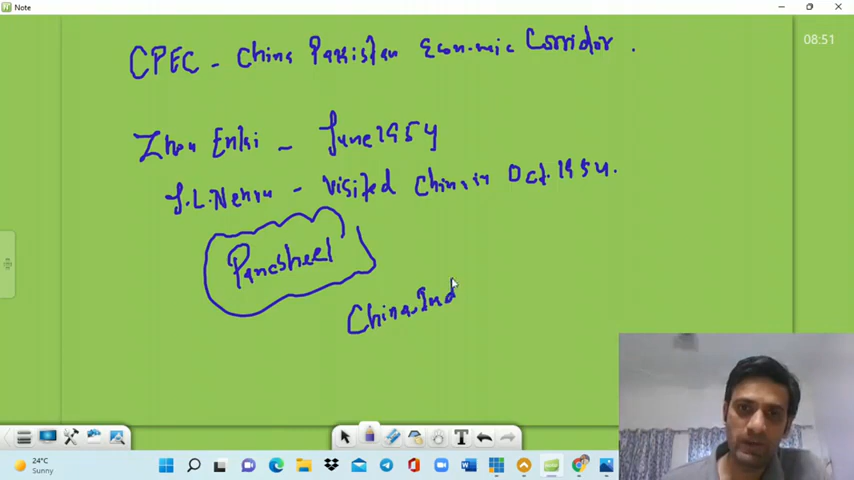 Note
08:51
CPEC - China Pakistan Economic Corridor .
Zhou Enlai - June 1954
J.L. Nehru - visited China in Oct. 1954.
Pancsheel
China-Ind
24°C
Sunny